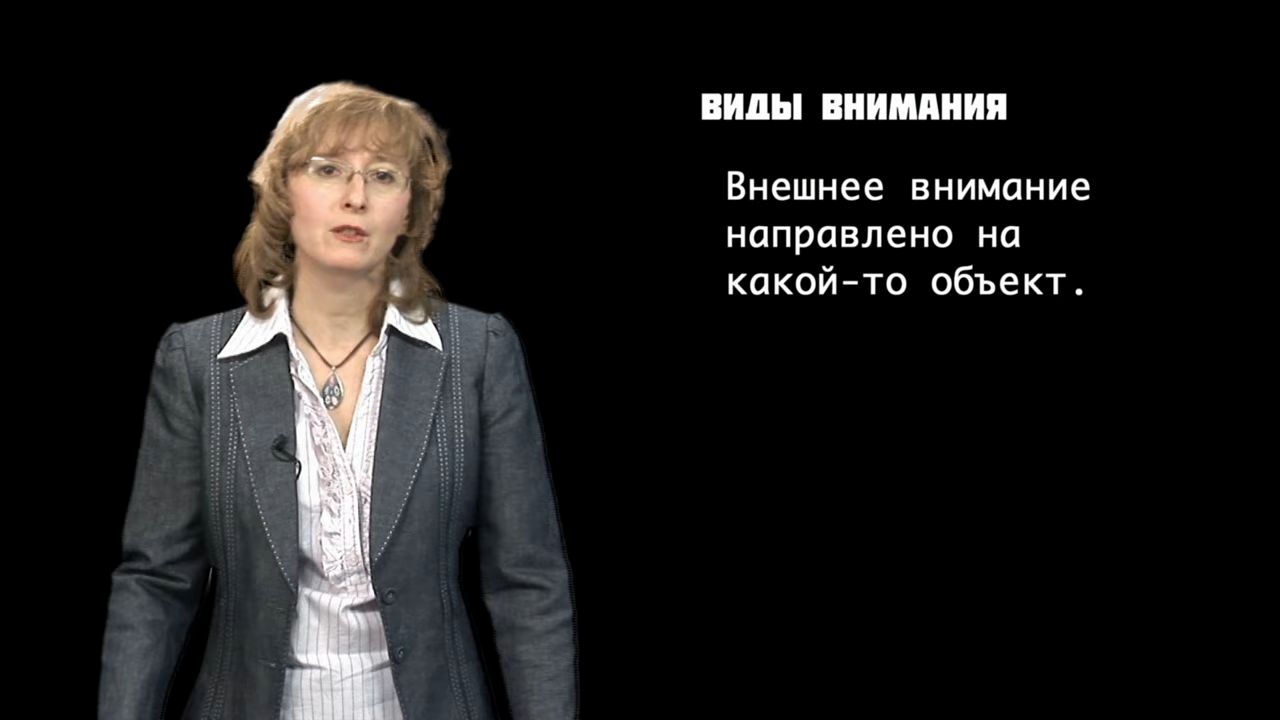 ВИДЫ ВНИМАНИЯ
Внешнее внимание
направлено на
какой-то объект.